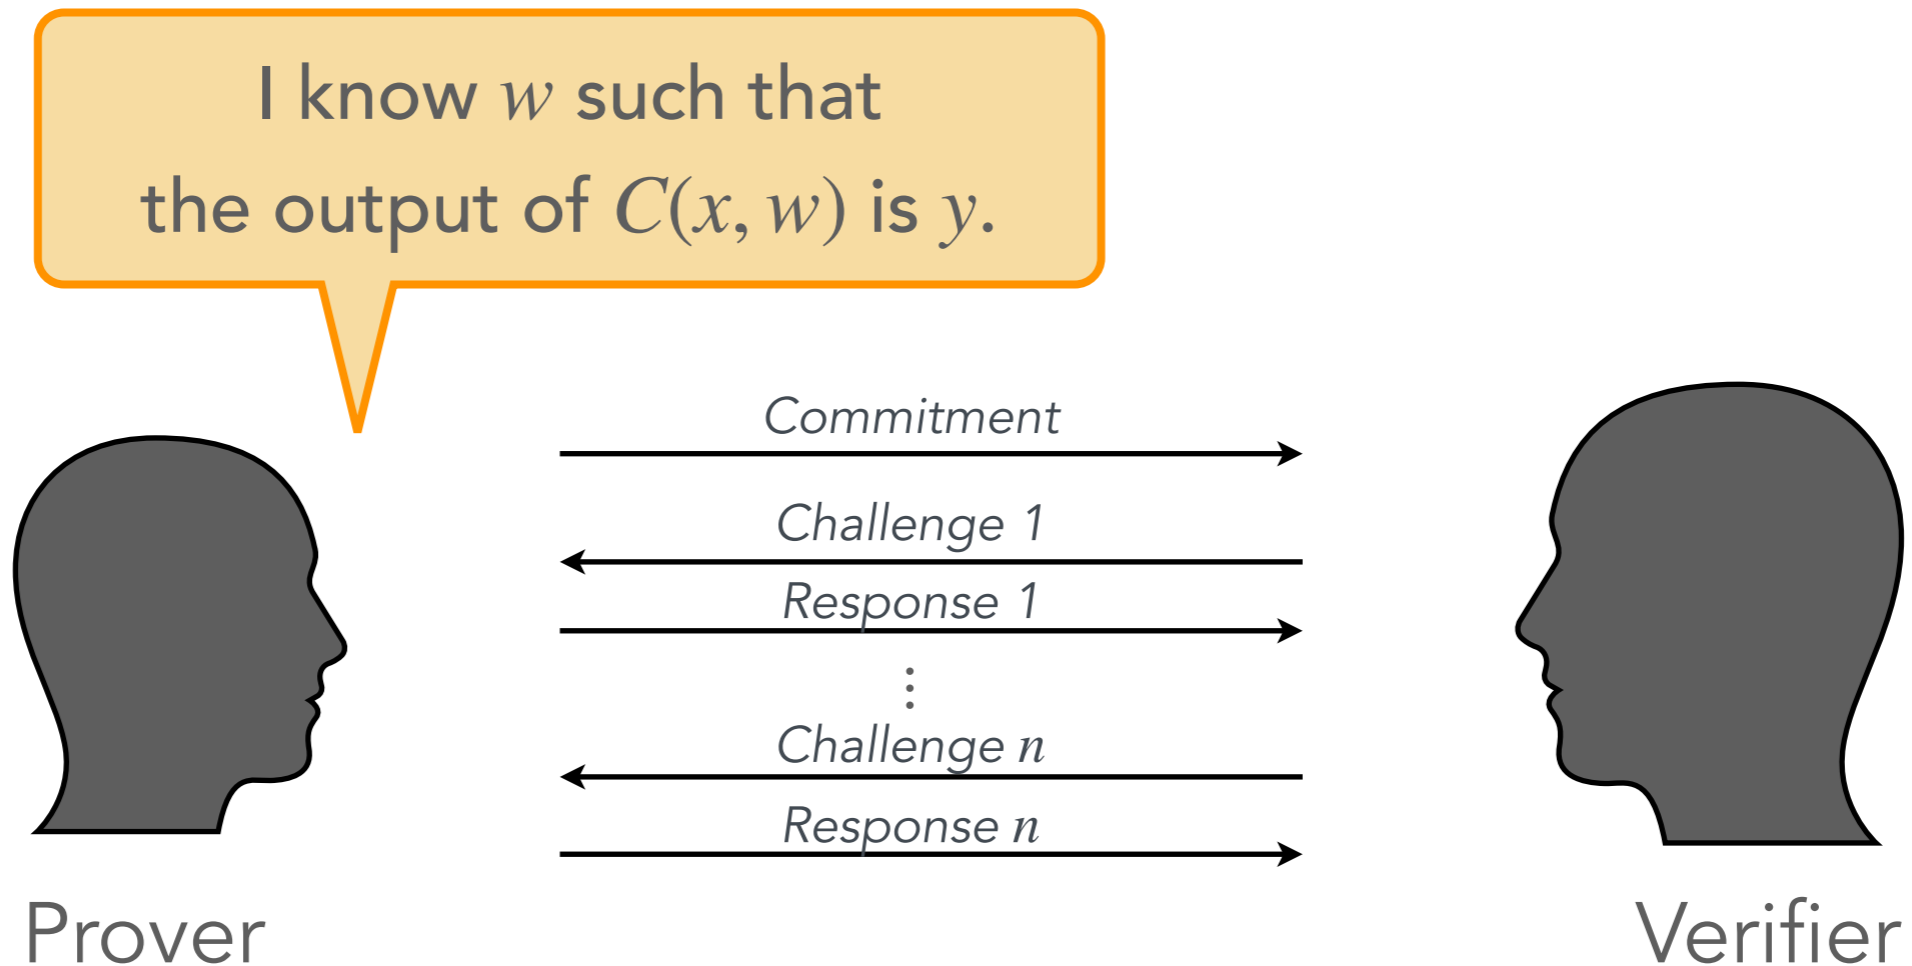 I know w such that
the output of C(x, w) is y.
Commitment
Challenge 1
Response 1
⋮
Challenge n
Response n
Prover
Verifier